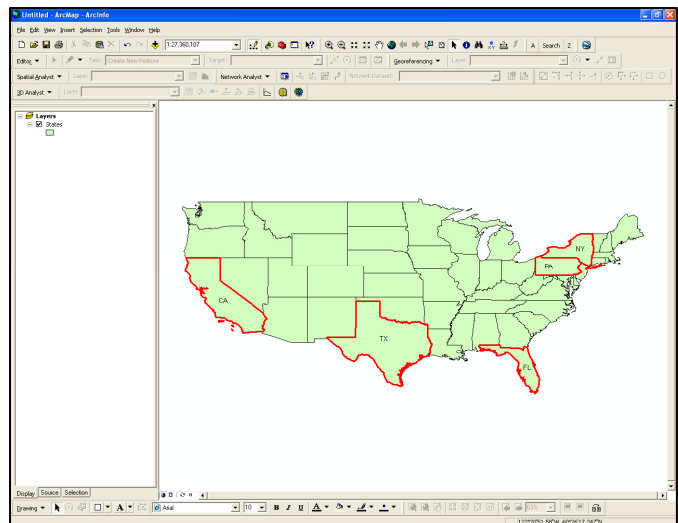 Untitled - ArcMap - ArcInfo
File Edit View Insert Selection Tools Window Help
1:27,360,107
A Search 2
Editor Task: Create New Feature Target: Georeferencing Layer:
Spatial Analyst Layer: Network Analyst Network Dataset:
3D Analyst Layer:
Layers
States
NY
PA
CA
TX
FL
Display Source Selection
Drawing A Arial 10 B I U A